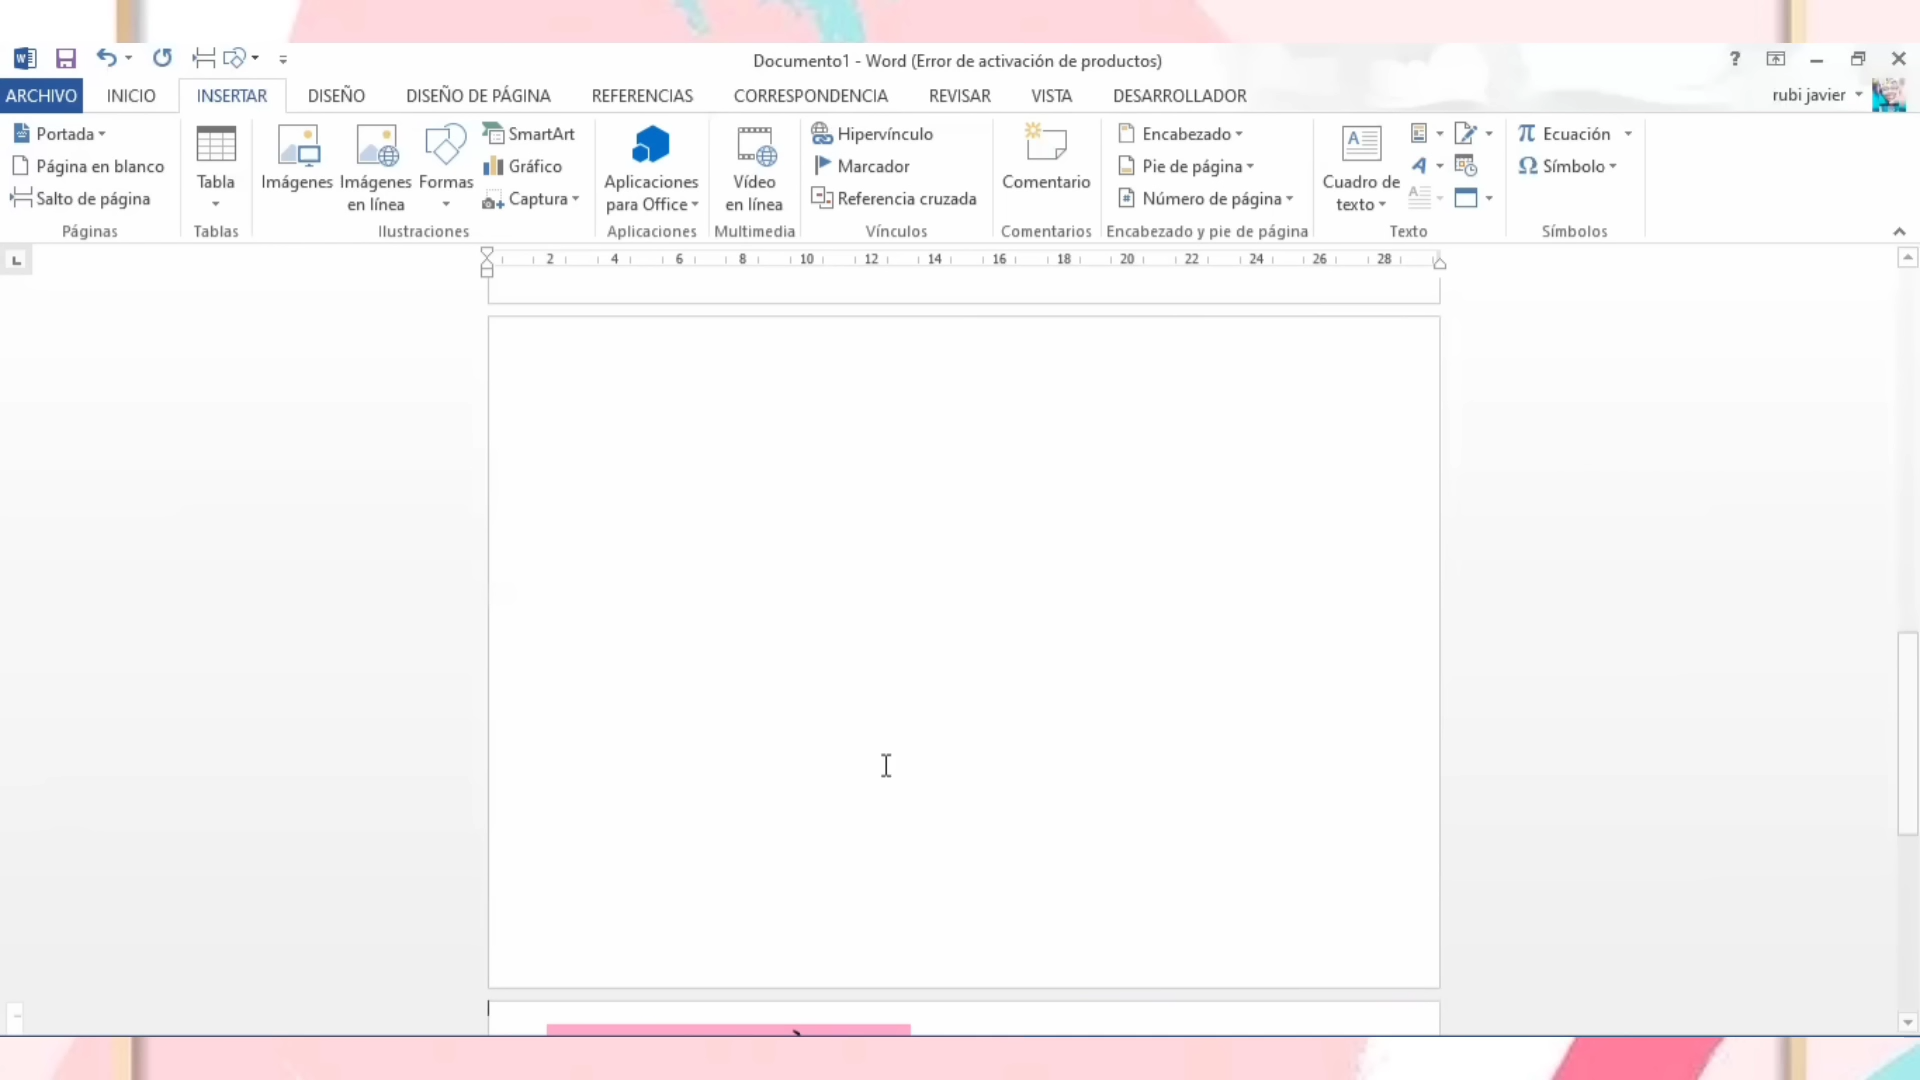 Documento1 - Word (Error de activación de productos)
ARCHIVO INICIO INSERTAR DISEÑO DISEÑO DE PÁGINA REFERENCIAS CORRESPONDENCIA REVISAR VISTA DESARROLLADOR rubi javier
Portada
Página en blanco
Salto de página
Páginas
Tabla
Tablas
Imágenes
Imágenes
en línea
Formas
SmartArt
Gráfico
Captura
Ilustraciones
Aplicaciones
para Office
Aplicaciones
Vídeo
en línea
Multimedia
Hipervínculo
Marcador
Referencia cruzada
Vínculos
Comentario
Comentarios
Encabezado
Pie de página
Número de página
Encabezado y pie de página
Cuadro de
texto
Texto
Ecuación
Símbolo
Símbolos
2 4 6 8 10 12 14 16 18 20 22 24 26 28